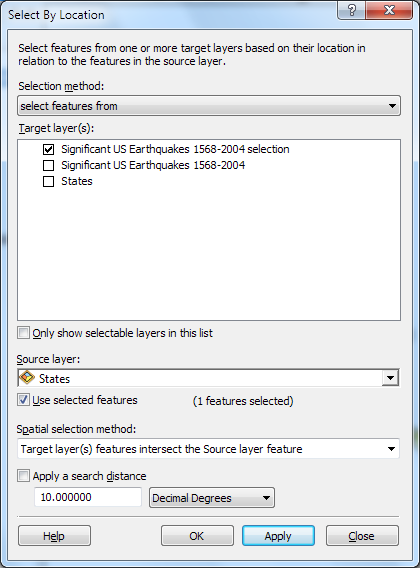 Select By Location
?
Select features from one or more target layers based on their location in
relation to the features in the source layer.
Selection method:
select features from
Target layer(s):
Significant US Earthquakes 1568-2004 selection
Significant US Earthquakes 1568-2004
States
Only show selectable layers in this list
Source layer:
States
Use selected features (1 features selected)
Spatial selection method:
Target layer(s) features intersect the Source layer feature
Apply a search distance
10.000000 Decimal Degrees
Help OK Apply Close